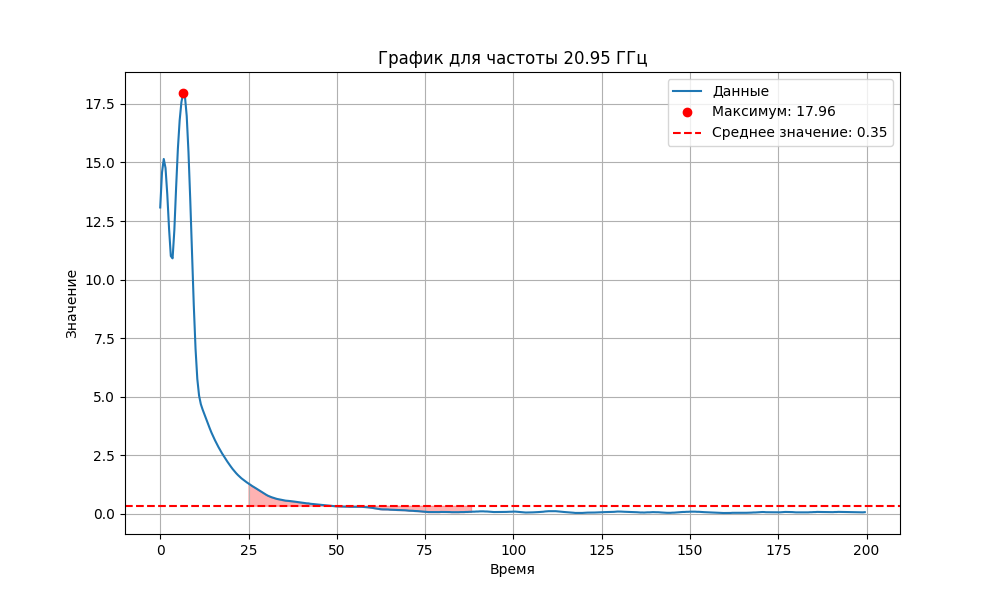 График для частоты 20.95 ГГц
Данные
Максимум: 17.96
Среднее значение: 0.35
17.5
15.0
12.5
10.0
7.5
5.0
2.5
0.0
Значение
0 25 50 75 100 125 150 175 200
Время